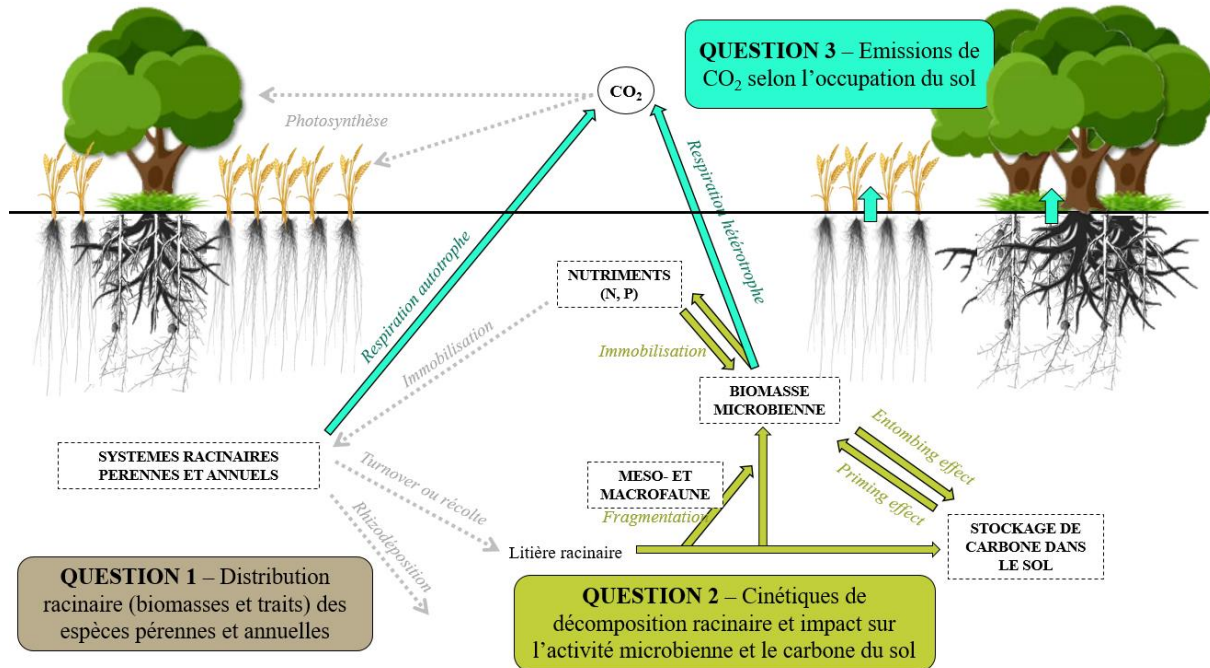 QUESTION 3 – Emissions de
CO₂ selon l’occupation du sol
CO₂
Photosynthèse
Respiration autotrophe
Respiration hétérotrophe
NUTRIMENTS
(N, P)
Immobilisation
Immobilisation
BIOMASSE
MICROBIENNE
SYSTEMES RACINAIRES
PERENNES ET ANNUELS
Turnover ou récolte
Rhizodéposition
MESO- ET
MACROFAUNE
Fragmentation
Entombing effect
Priming effect
Litière racinaire
STOCKAGE DE
CARBONE DANS
LE SOL
QUESTION 1 – Distribution
racinaire (biomasses et traits) des
espèces pérennes et annuelles
QUESTION 2 – Cinétiques de
décomposition racinaire et impact sur
l’activité microbienne et le carbone du sol